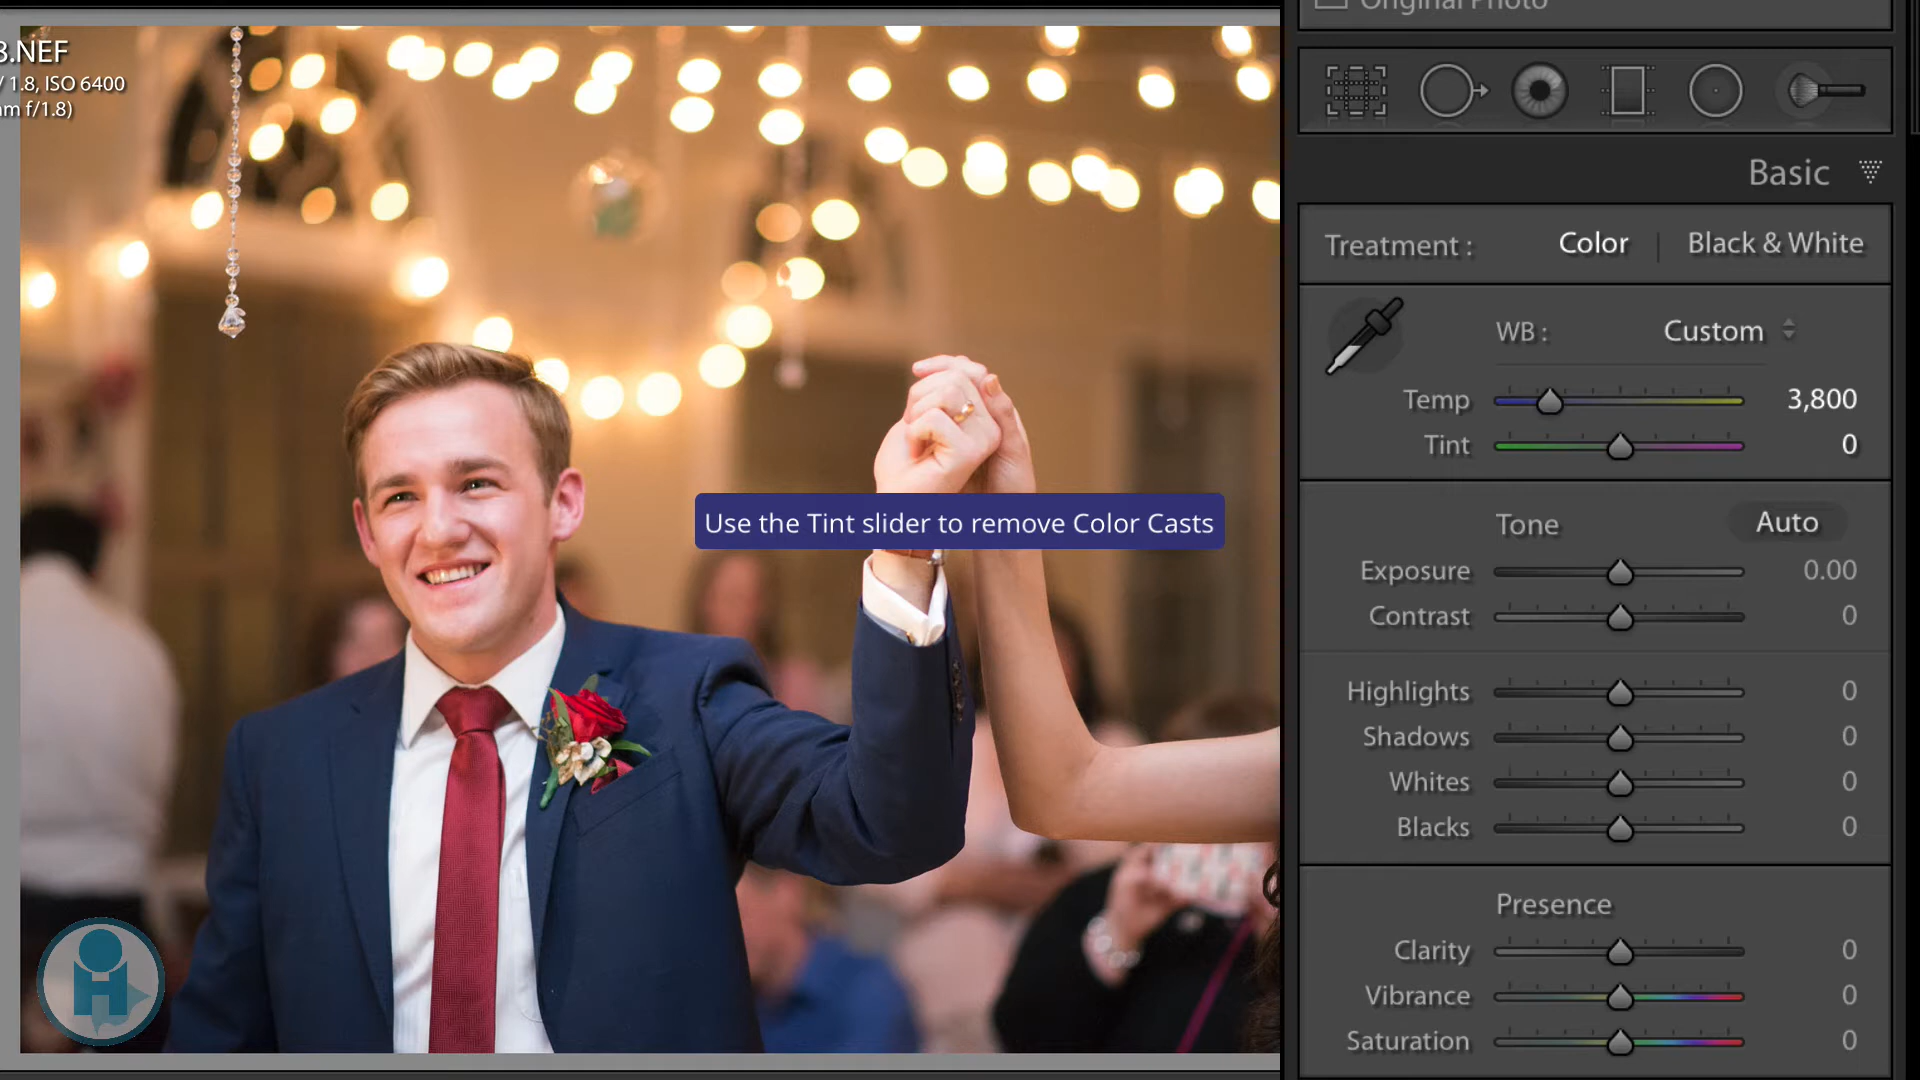 Original Photo
3.NEF
/ 1.8, ISO 6400
m f/1.8)
Basic
Treatment : Color | Black & White
WB : Custom
Temp 3,800
Tint 0
Use the Tint slider to remove Color Casts
Tone Auto
Exposure 0.00
Contrast 0
Highlights 0
Shadows 0
Whites 0
Blacks 0
Presence
Clarity 0
Vibrance 0
Saturation 0